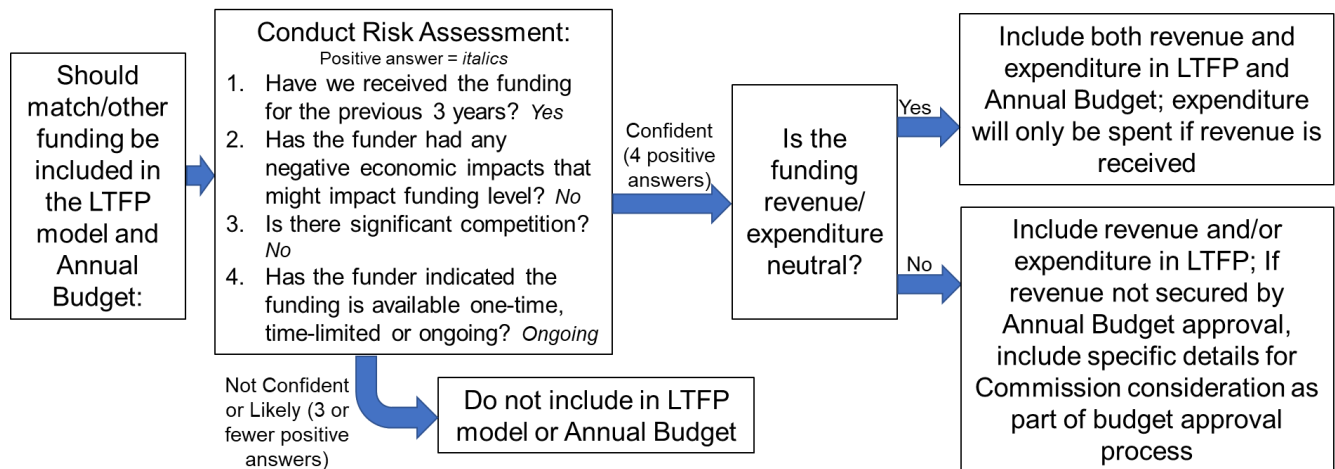 Should
match/other
funding be
included in
the LTFP
model and
Annual
Budget:
Conduct Risk Assessment:
Positive answer = italics
1. Have we received the funding
for the previous 3 years? Yes
2. Has the funder had any
negative economic impacts that
might impact funding level? No
3. Is there significant competition?
No
4. Has the funder indicated the
funding is available one-time,
time-limited or ongoing? Ongoing
Confident
(4 positive
answers)
Is the
funding
revenue/
expenditure
neutral?
Yes
Include both revenue and
expenditure in LTFP and
Annual Budget; expenditure
will only be spent if revenue is
received
No
Include revenue and/or
expenditure in LTFP; If
revenue not secured by
Annual Budget approval,
include specific details for
Commission consideration as
part of budget approval
process
Not Confident
or Likely (3 or
fewer positive
answers)
Do not include in LTFP
model or Annual Budget